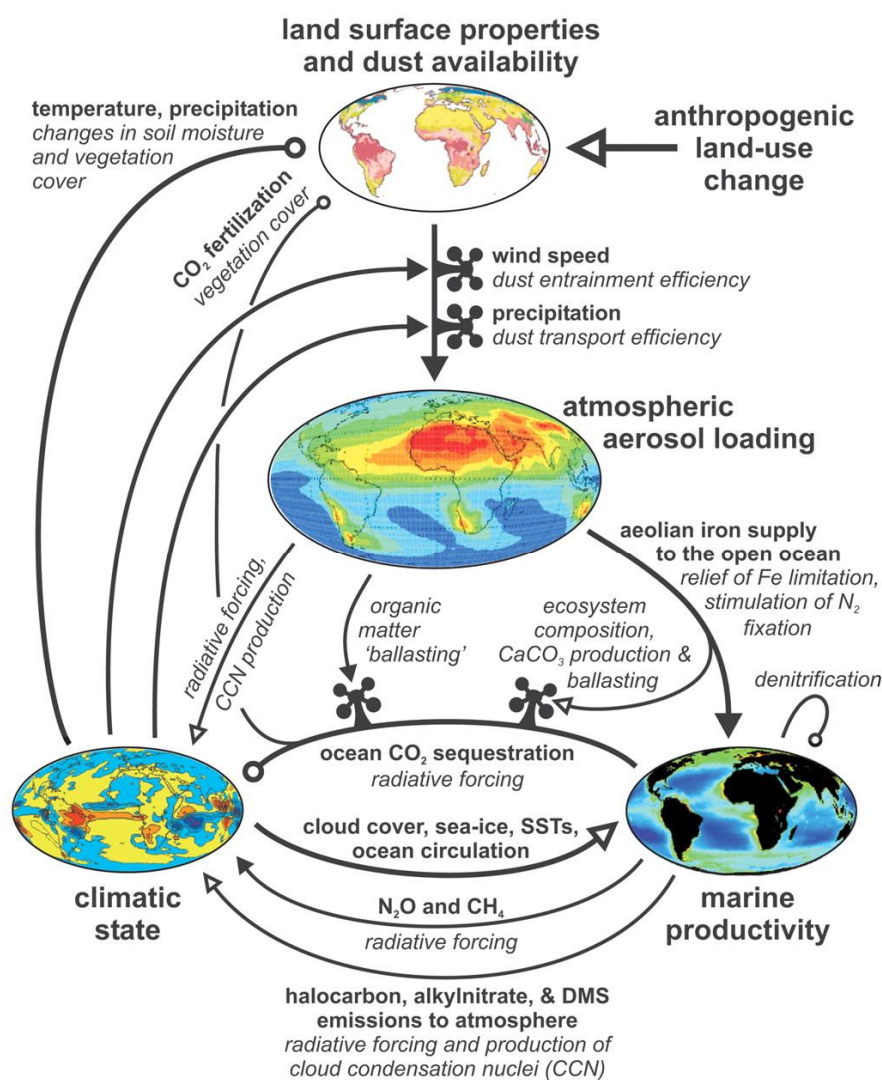 land surface properties
and dust availability
temperature, precipitation
changes in soil moisture
and vegetation
cover
anthropogenic
land-use
change
CO₂ fertilization
vegetation cover
wind speed
dust entrainment efficiency
precipitation
dust transport efficiency
atmospheric
aerosol loading
aeolian iron supply
to the open ocean
relief of Fe limitation,
stimulation of N₂
fixation
radiative forcing,
CCN production
organic
matter
‘ballasting’
ecosystem
composition,
CaCO₃ production &
ballasting
denitrification
ocean CO₂ sequestration
radiative forcing
cloud cover, sea-ice, SSTs,
ocean circulation
climatic
state
N₂O and CH₄
radiative forcing
marine
productivity
halocarbon, alkylnitrate, & DMS
emissions to atmosphere
radiative forcing and production of
cloud condensation nuclei (CCN)